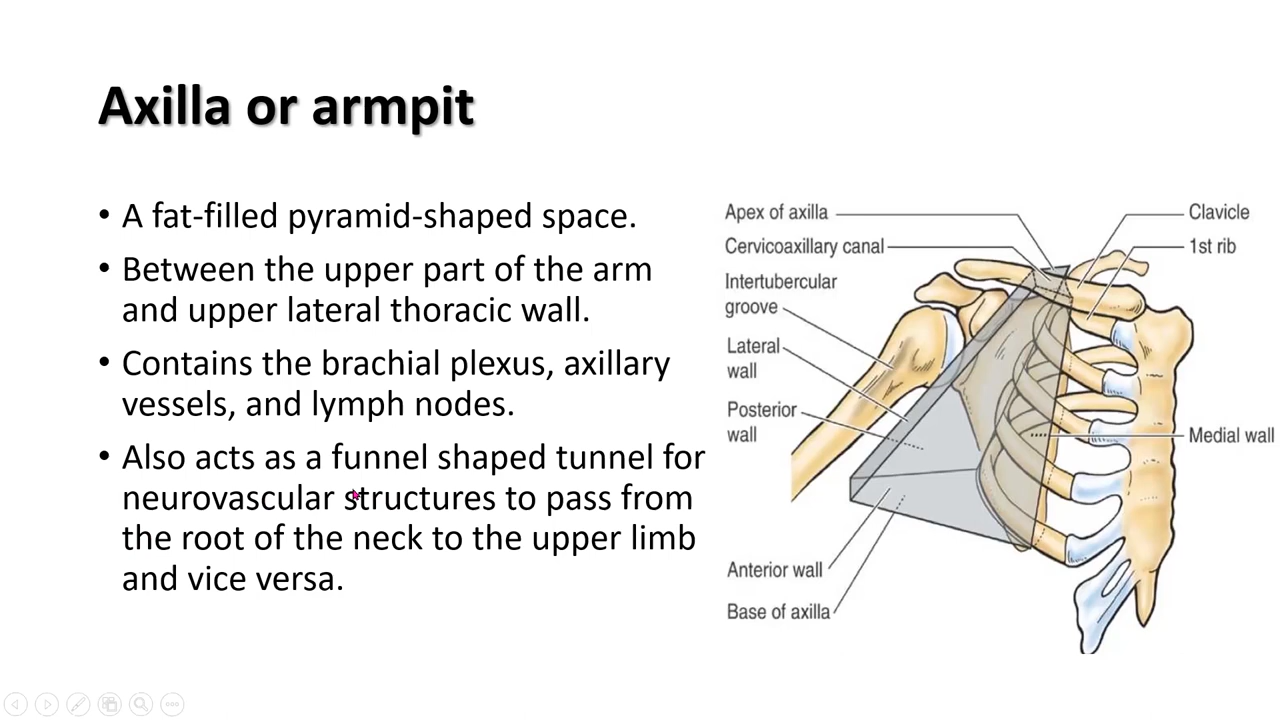 Axilla or armpit
• A fat-filled pyramid-shaped space.
• Between the upper part of the arm
and upper lateral thoracic wall.
• Contains the brachial plexus, axillary
vessels, and lymph nodes.
• Also acts as a funnel shaped tunnel for
neurovascular structures to pass from
the root of the neck to the upper limb
and vice versa.
Apex of axilla
Cervicoaxillary canal
Intertubercular
groove
Lateral
wall
Posterior
wall
Anterior wall
Base of axilla
Clavicle
1st rib
Medial wall